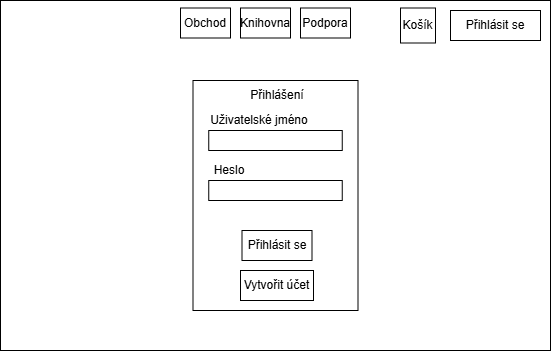 Obchod
Knihovna
Podpora
Košík
Přihlásit se
Přihlášení
Uživatelské jméno
Heslo
Přihlásit se
Vytvořit účet